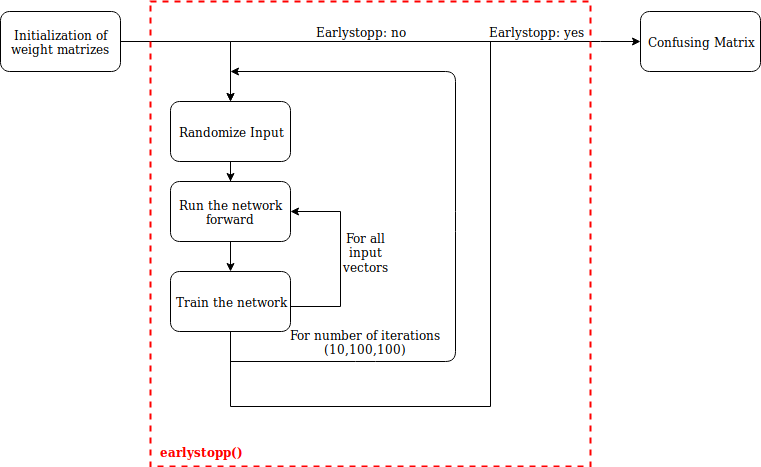 Initialization of
weight matrizes
Earlystopp: no
Earlystopp: yes
Confusing Matrix
Randomize Input
Run the network
forward
For all
input
vectors
Train the network
For number of iterations
(10,100,100)
earlystopp()